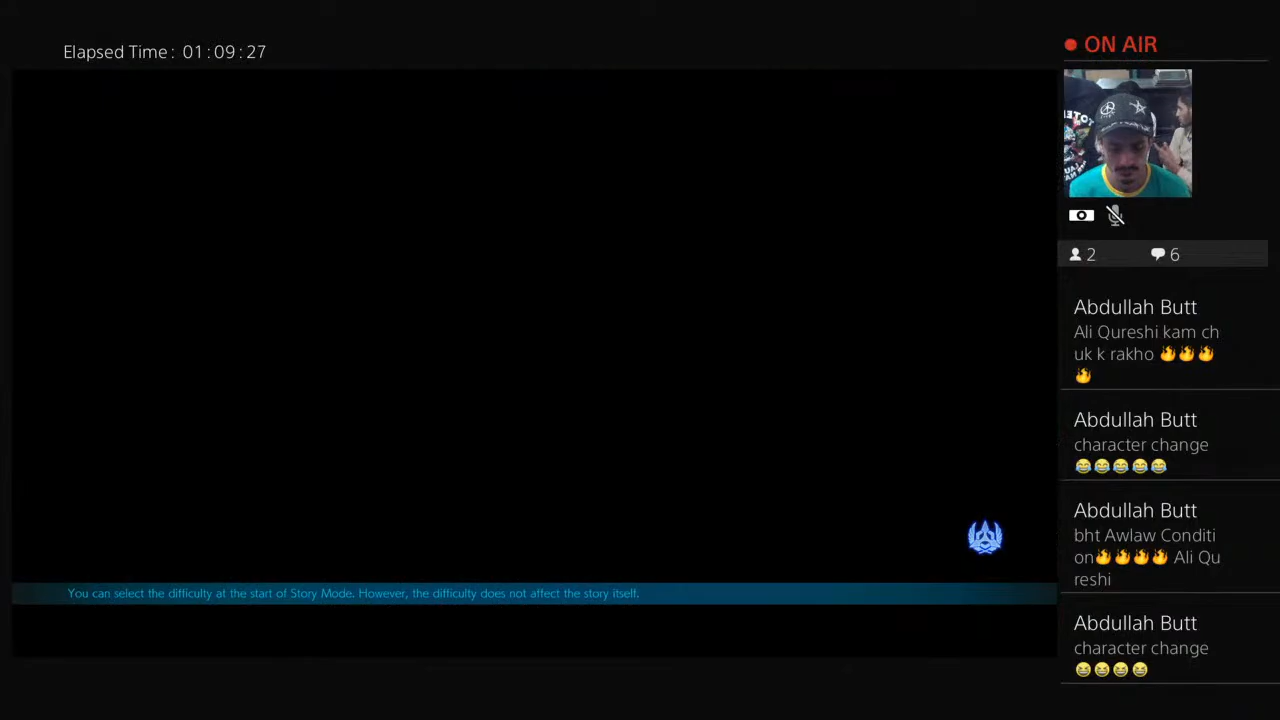 Elapsed Time: 01:09:27
ON AIR
2
6
Abdullah Butt
Ali Qureshi kam ch
uk k rakho 🔥🔥🔥
🔥
Abdullah Butt
character change
😂😂😂😂😂
Abdullah Butt
bht Awlaw Conditi
on🔥🔥🔥🔥 Ali Qu
reshi
Abdullah Butt
character change
😆😆😆😆
You can select the difficulty at the start of Story Mode. However, the difficulty does not affect the story itself.